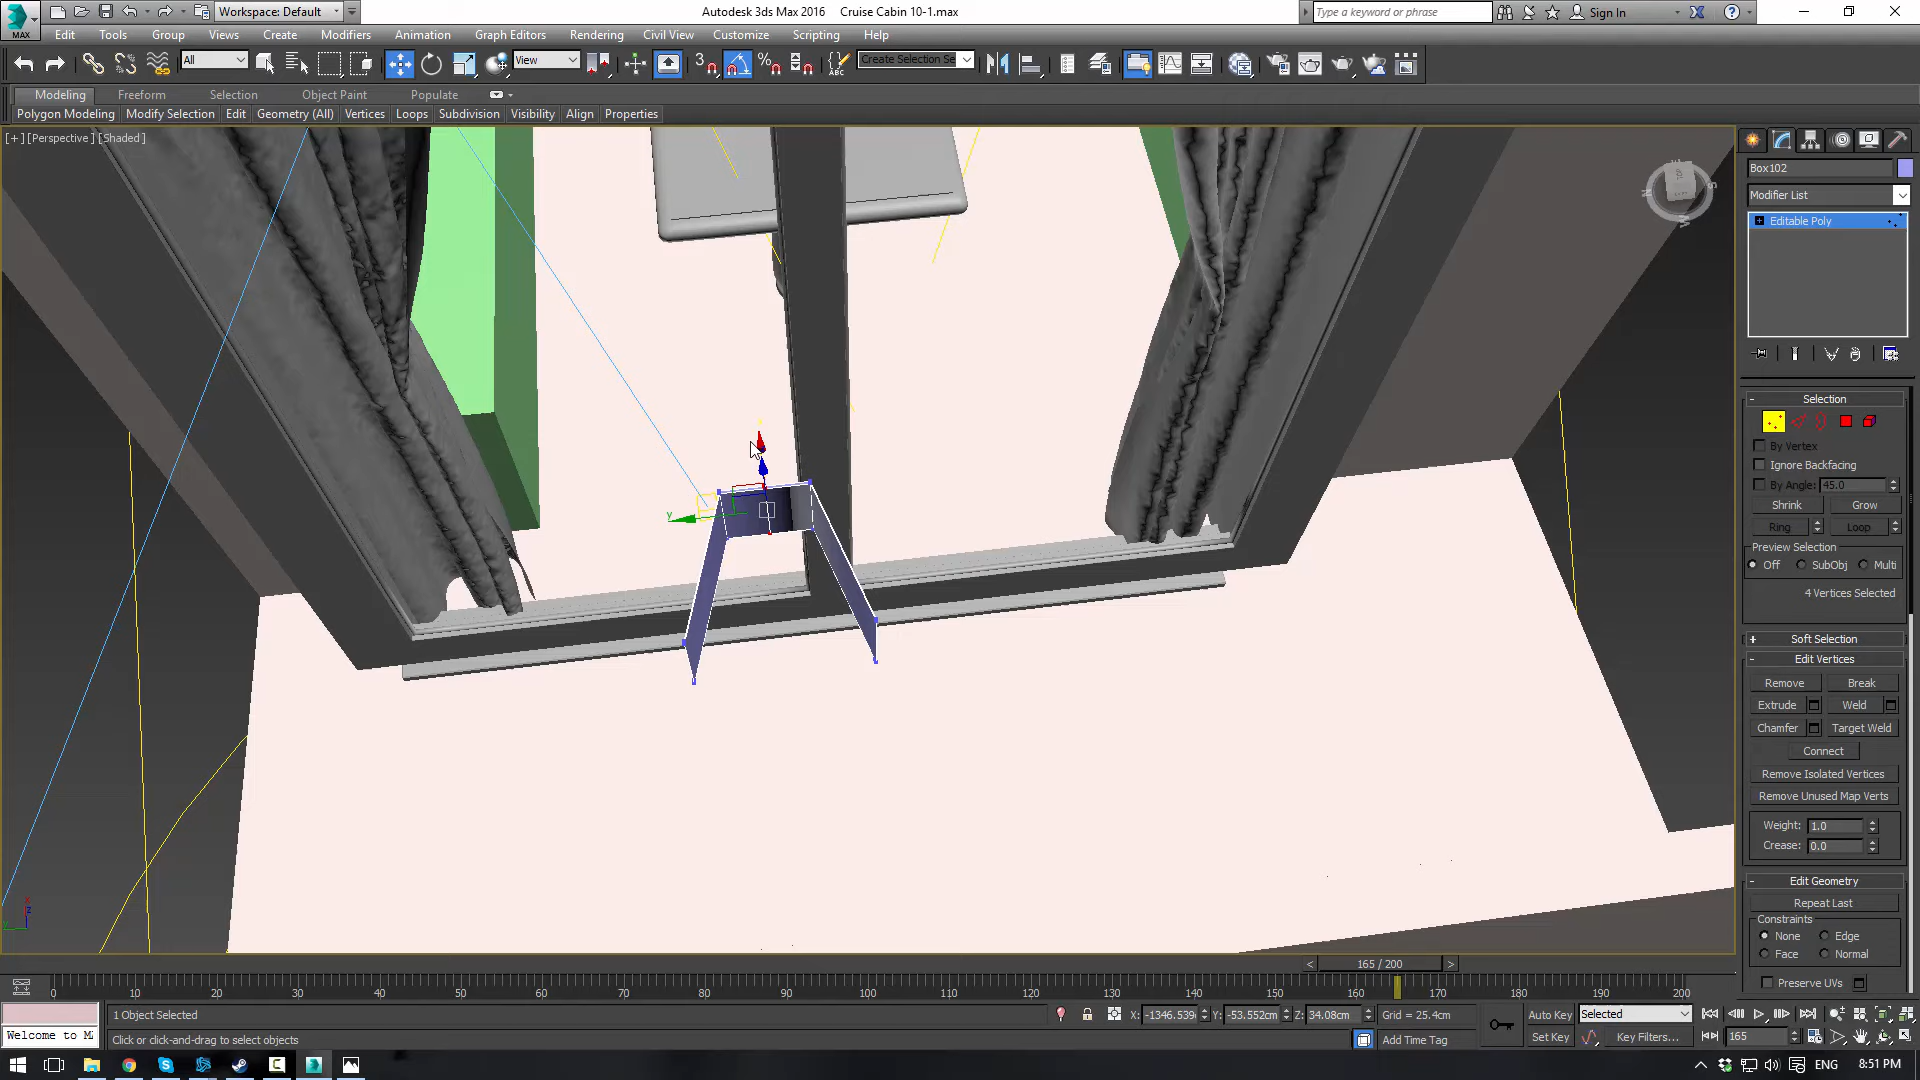 MAX
Workspace: Default
Autodesk 3ds Max 2016 Cruise Cabin 10-1.max
Type a keyword or phrase
Sign In
Edit Tools Group Views Create Modifiers Animation Graph Editors Rendering Civil View Customize Scripting Help
All
View
3
ABC
Create Selection Se
Modeling Freeform Selection Object Paint Populate
Polygon Modeling Modify Selection Edit Geometry (All) Vertices Loops Subdivision Visibility Align Properties
[+] [Perspective] [Shaded]
Box102
Modifier List
Editable Poly
Selection
By Vertex
Ignore Backfacing
By Angle: 45.0
Shrink Grow
Ring Loop
Preview Selection
Off SubObj Multi
4 Vertices Selected
Soft Selection
Edit Vertices
Remove Break
Extrude Weld
Chamfer Target Weld
Connect
Remove Isolated Vertices
Remove Unused Map Verts
Weight: 1.0
Crease: 0.0
Edit Geometry
Repeat Last
Constraints
None Edge
Face Normal
Preserve UVs
y
165 / 200
0 10 20 30 40 50 60 70 80 90 100 110 120 130 140 150 160 170 180 190 200
1 Object Selected
X: -1346.539c Y: -53.552cm Z: 34.08cm Grid = 25.4cm
Auto Key Selected
Welcome to M
Click or click-and-drag to select objects
Add Time Tag
Set Key Key Filters... 165
ENG 8:51 PM